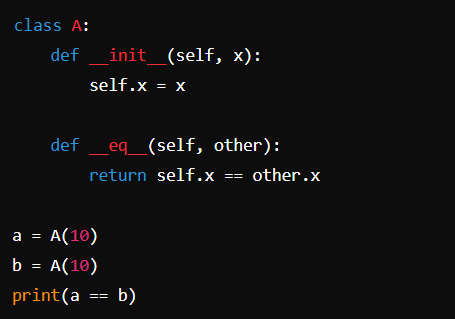 class A:
    def __init__(self, x):
        self.x = x

    def __eq__(self, other):
        return self.x == other.x

a = A(10)
b = A(10)
print(a == b)